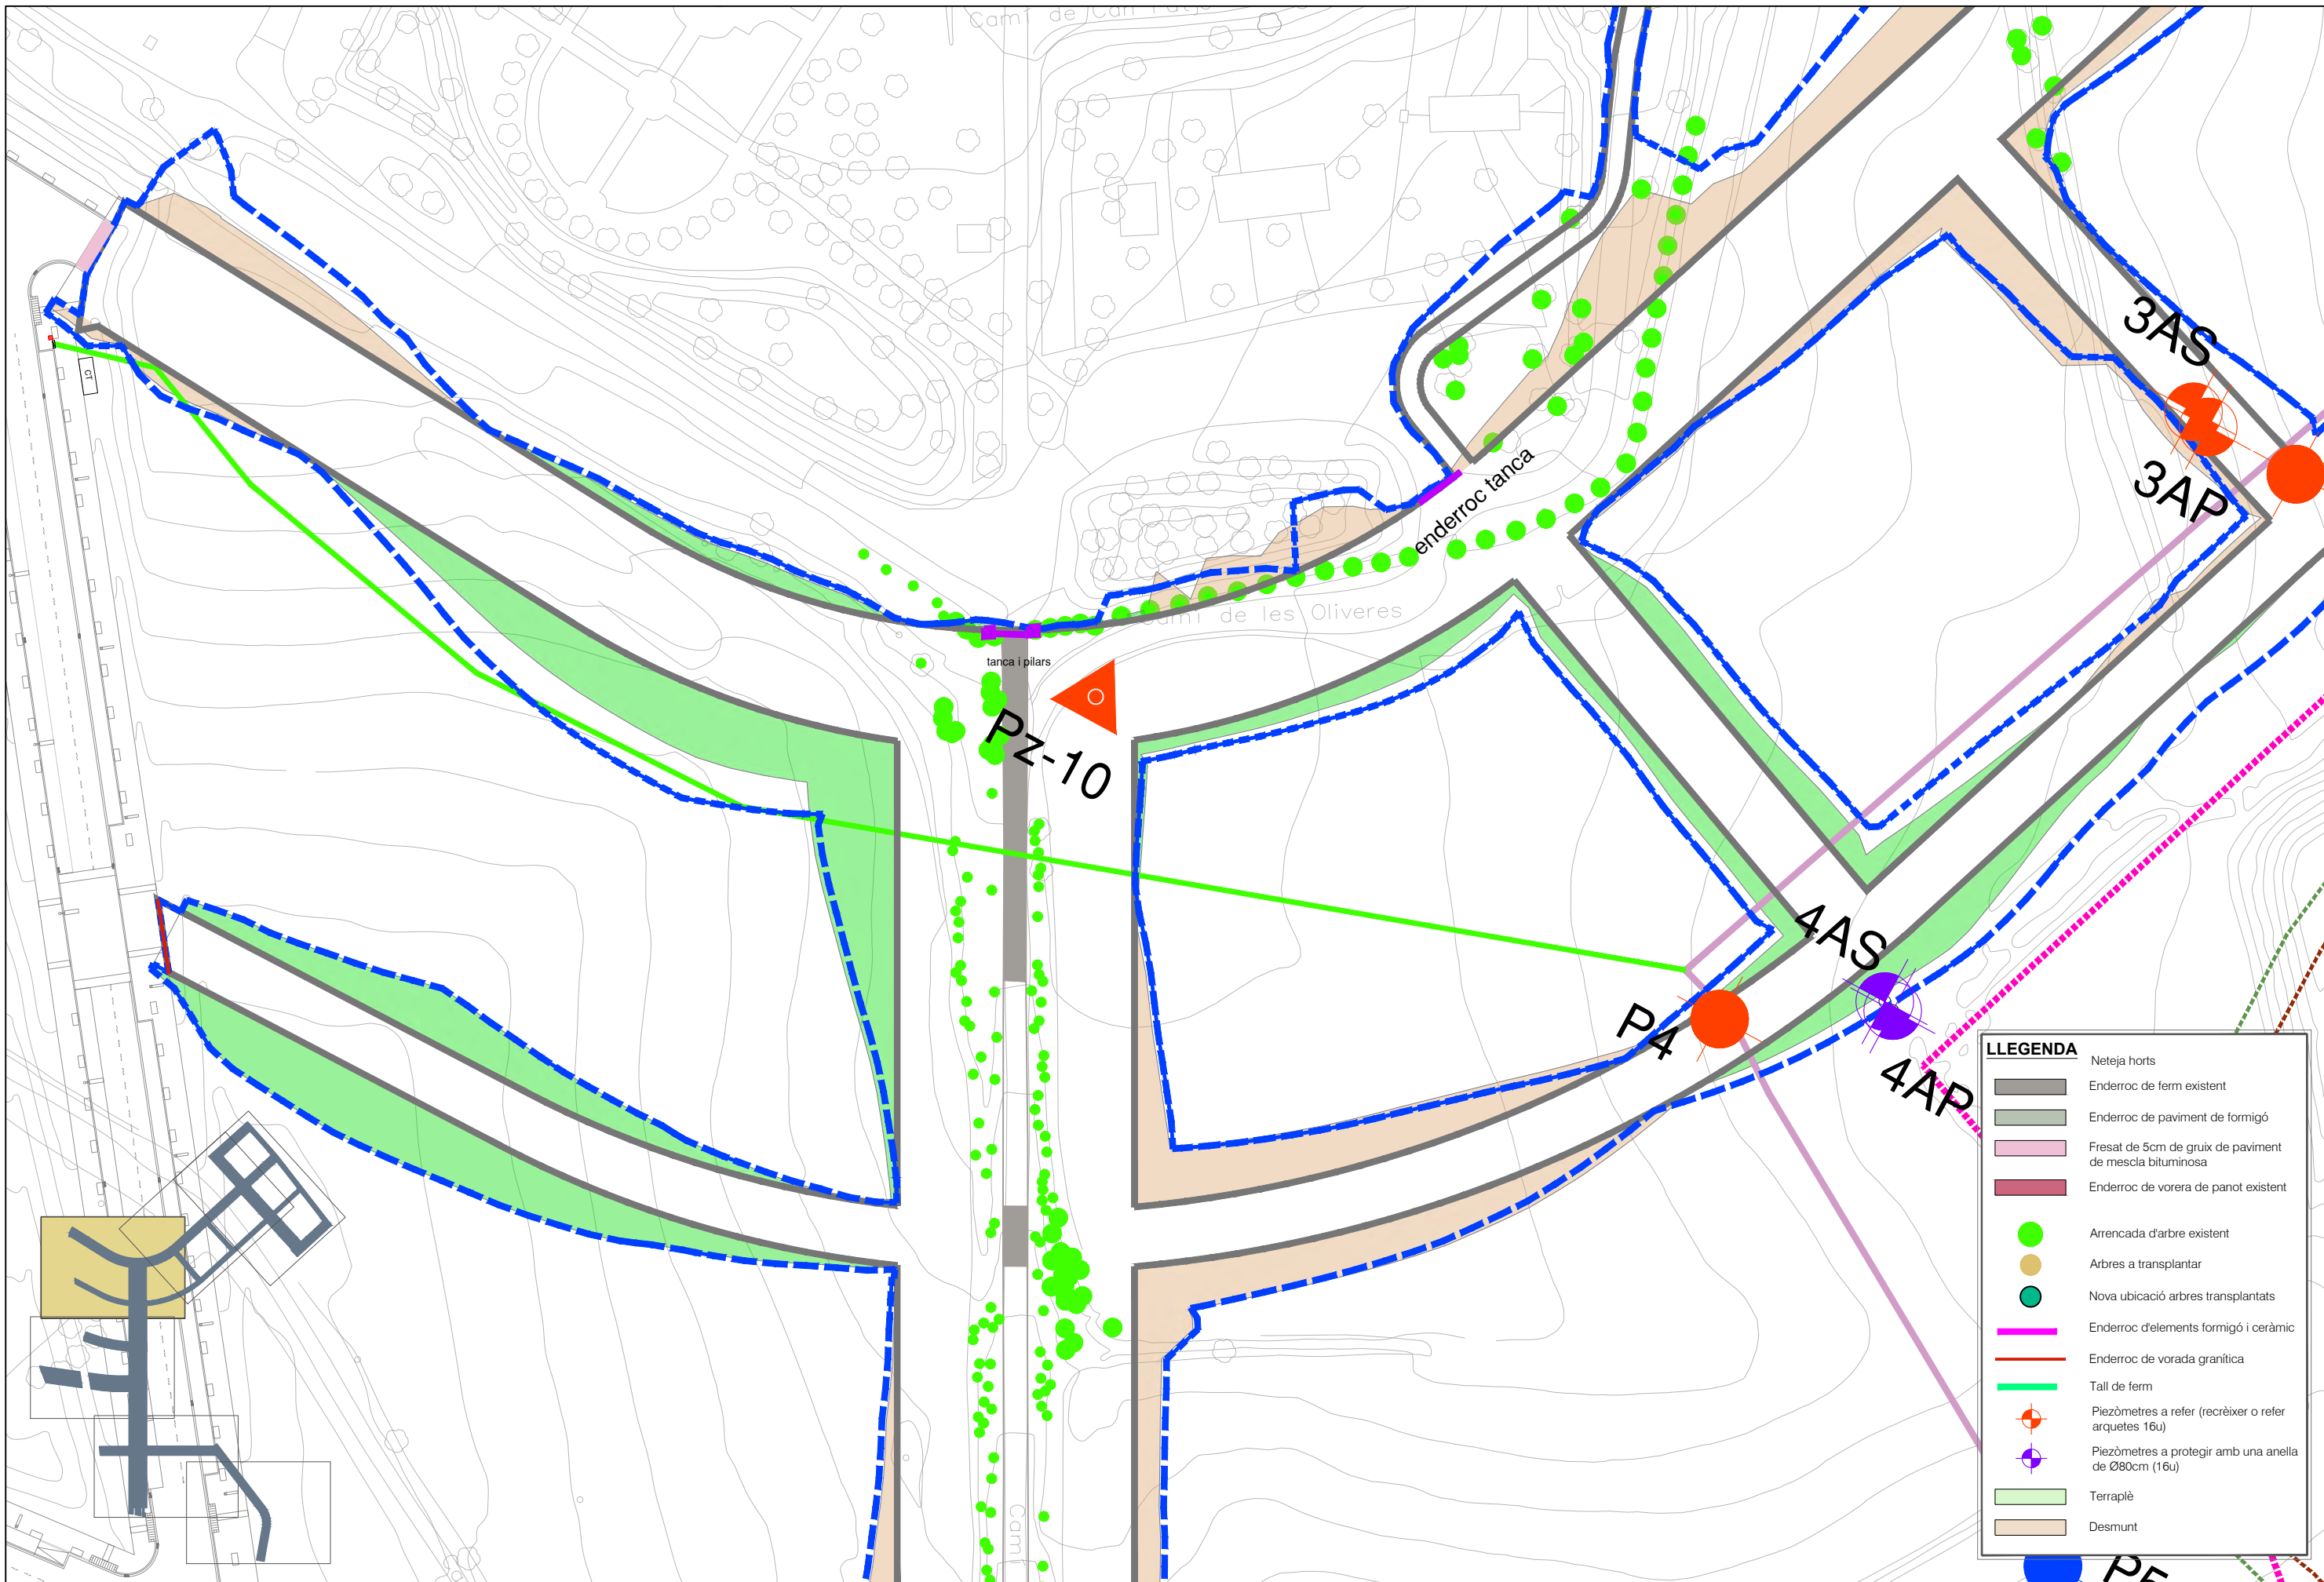 Camí de Can
3AS
3AP
enderroc tanca
Camí de les Oliveres
tanca i pilars
Pz-10
CT
4AS
P4
4AP
LLEGENDA
Neteja horts
Enderroc de ferm existent
Enderroc de paviment de formigó
Fresat de 5cm de gruix de paviment
de mescla bituminosa
Enderroc de vorera de panot existent
Arrencada d'arbre existent
Arbres a transplantar
Nova ubicació arbres transplantats
Enderroc d'elements formigó i ceràmic
Enderroc de vorada granítica
Tall de ferm
Piezòmetres a refer (recrèixer o refer
arquetes 16u)
Piezòmetres a protegir amb una anella
de Ø80cm (16u)
Terraplè
Desmunt
Camí
P5